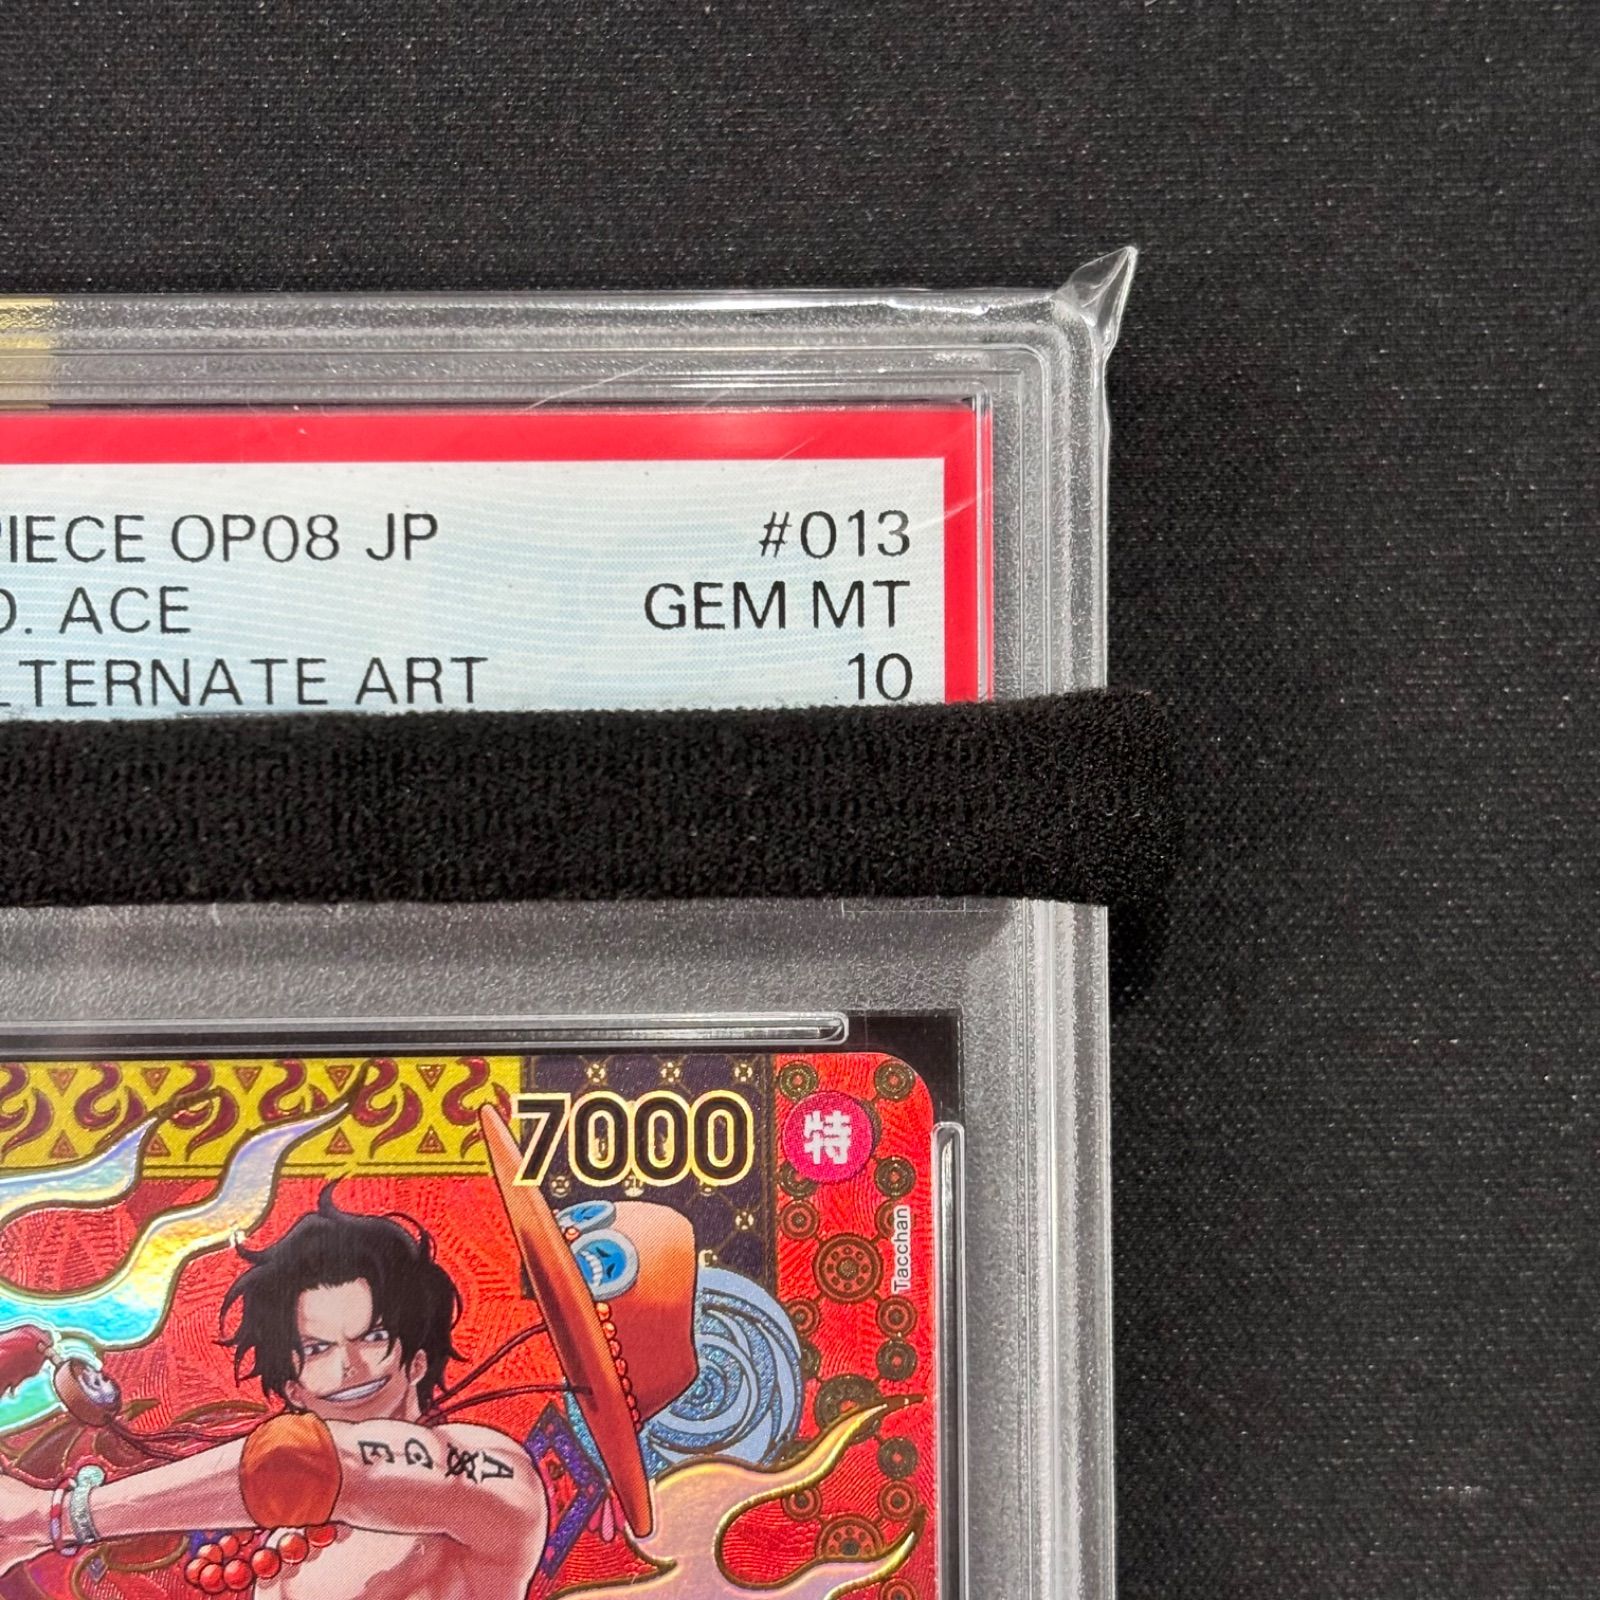 PIECE OP08 JP #013
D. ACE GEM MT
LTERNATE ART 10
7000 特
Tacchan
A S C E